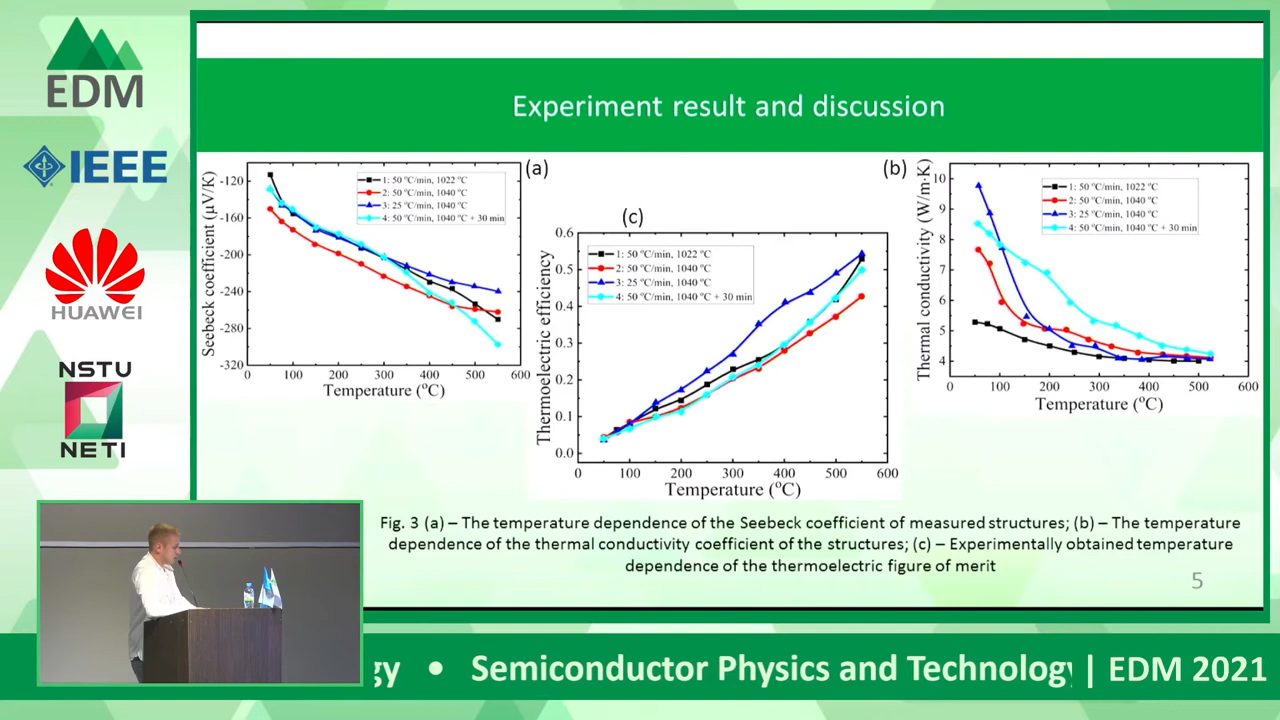 EDM
IEEE
HUAWEI
NSTU
NETI
Experiment result and discussion
(a)
Seebeck coefficient (μV/K)
-120
-160
-200
-240
-280
-320
0 100 200 300 400 500 600
Temperature (°C)
1: 50 °C/min, 1022 °C
2: 50 °C/min, 1040 °C
3: 25 °C/min, 1040 °C
4: 50 °C/min, 1040 °C + 30 min
(c)
Thermoelectric efficiency
0.6
0.5
0.4
0.3
0.2
0.1
0.0
0 100 200 300 400 500 600
Temperature (°C)
1: 50 °C/min, 1022 °C
2: 50 °C/min, 1040 °C
3: 25 °C/min, 1040 °C
4: 50 °C/min, 1040 °C + 30 min
(b)
Thermal conductivity (W/m·K)
10
9
8
7
6
5
4
0 100 200 300 400 500 600
Temperature (°C)
1: 50 °C/min, 1022 °C
2: 50 °C/min, 1040 °C
3: 25 °C/min, 1040 °C
4: 50 °C/min, 1040 °C + 30 min
Fig. 3 (a) – The temperature dependence of the Seebeck coefficient of measured structures; (b) – The temperature
dependence of the thermal conductivity coefficient of the structures; (c) – Experimentally obtained temperature
dependence of the thermoelectric figure of merit
5
gy • Semiconductor Physics and Technology | EDM 2021